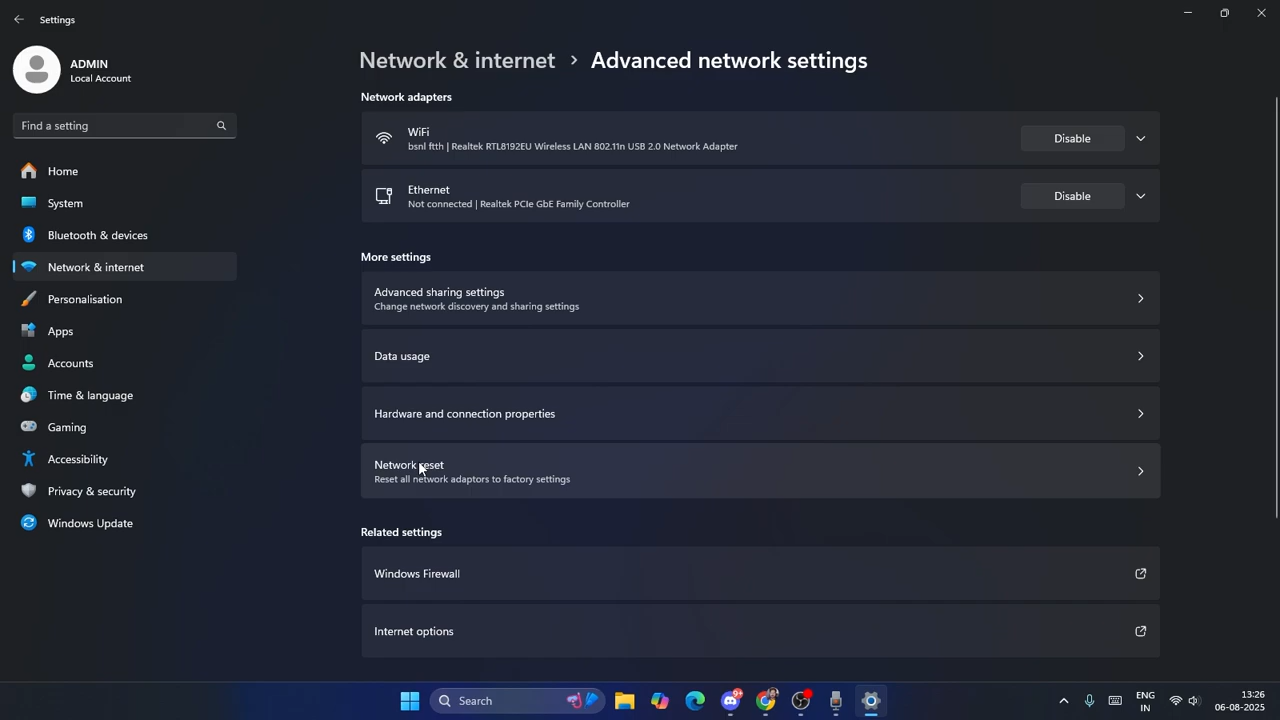 Settings
ADMIN
Local Account
Find a setting
Home
System
Bluetooth & devices
Network & internet
Personalisation
Apps
Accounts
Time & language
Gaming
Accessibility
Privacy & security
Windows Update
Network & internet > Advanced network settings
Network adapters
WiFi
bsnl ftth | Realtek RTL8192EU Wireless LAN 802.11n USB 2.0 Network Adapter
Disable
Ethernet
Not connected | Realtek PCIe GbE Family Controller
Disable
More settings
Advanced sharing settings
Change network discovery and sharing settings
Data usage
Hardware and connection properties
Network reset
Reset all network adaptors to factory settings
Related settings
Windows Firewall
Internet options
Search
9+
ENG
IN
13:26
06-08-2025